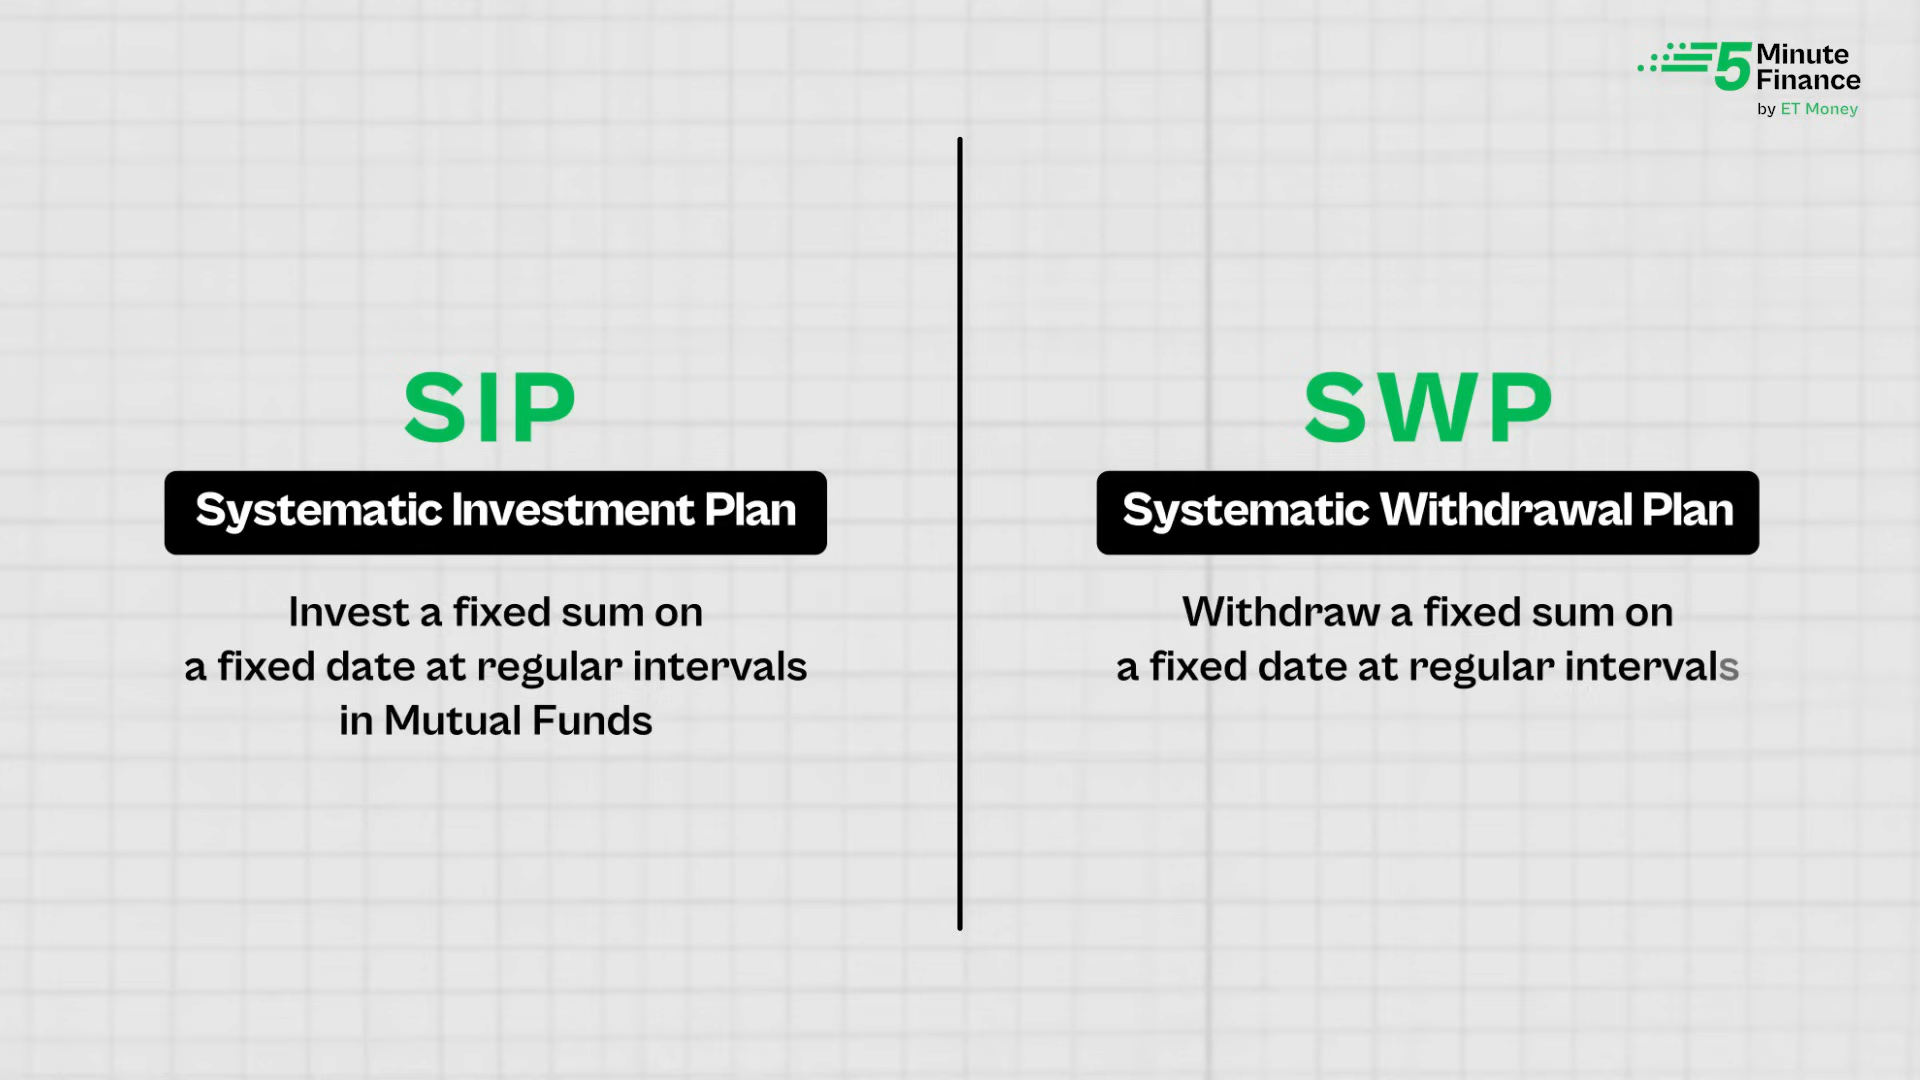 5 Minute
Finance
by ET Money
SIP
Systematic Investment Plan
Invest a fixed sum on
a fixed date at regular intervals
in Mutual Funds
SWP
Systematic Withdrawal Plan
Withdraw a fixed sum on
a fixed date at regular intervals